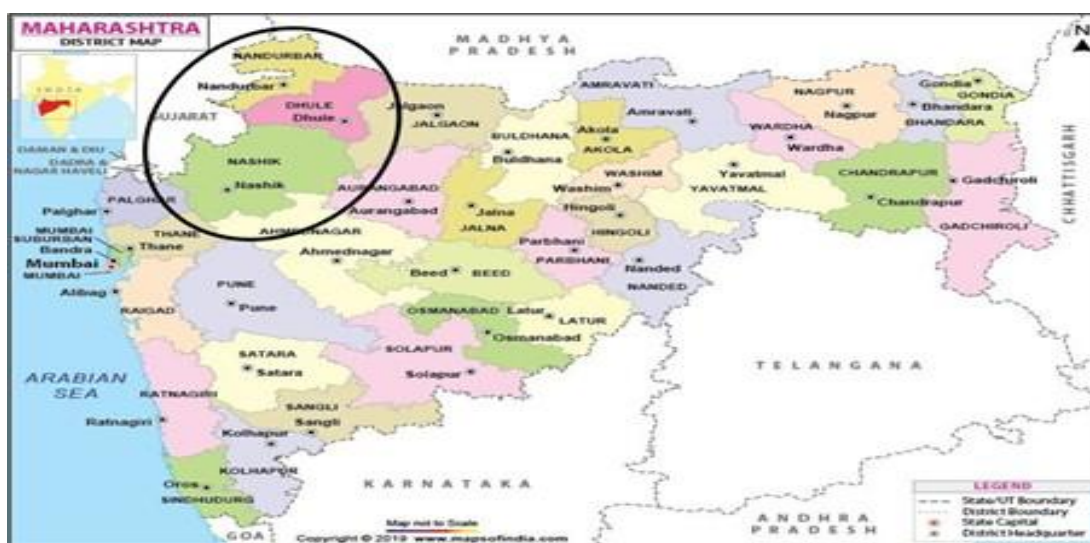 MAHARASHTRA
DISTRICT MAP
INDIA
MADHYA
PRADESH
N
NANDURBAR
Nandurbar
DHULE
Dhule
GUJARAT
Jalgaon
JALGAON
AMRAVATI
Amravati
NAGPUR
Nagpur
Gondia
GONDIA
Bhandara
BHANDARA
BULDHANA
Buldhana
Akola
AKOLA
WARDHA
Wardha
DAMAN & DIU
DADRA &
NAGAR HAVELI
NASHIK
Nashik
AURANGABAD
Aurangabad
WASHIM
Washim
Yavatmal
YAVATMAL
CHANDRAPUR
Chandrapur
Gadchiroli
GADCHIROLI
CHHATTISGARH
PALGHAR
Palghar
Jalna
JALNA
Hingoli
HINGOLI
MUMBAI
SUBURBAN
Bandra
Mumbai
MUMBAI
THANE
Thane
AHMEDNAGAR
Ahmednagar
Parbhani
PARBHANI
Nanded
NANDED
Beed
BEED
Alibag
RAIGAD
PUNE
Pune
OSMANABAD
Osmanabad
Latur
LATUR
SOLAPUR
Solapur
SATARA
Satara
TELANGANA
ARABIAN
SEA
RATNAGIRI
Ratnagiri
SANGLI
Sangli
Kolhapur
KOLHAPUR
Oros
SINDHUDURG
KARNATAKA
GOA
ANDHRA
PRADESH
Map not to Scale
Copyright © 2019 www.mapsofindia.com
LEGEND
State/UT Boundary
District Boundary
State Capital
District Headquarter